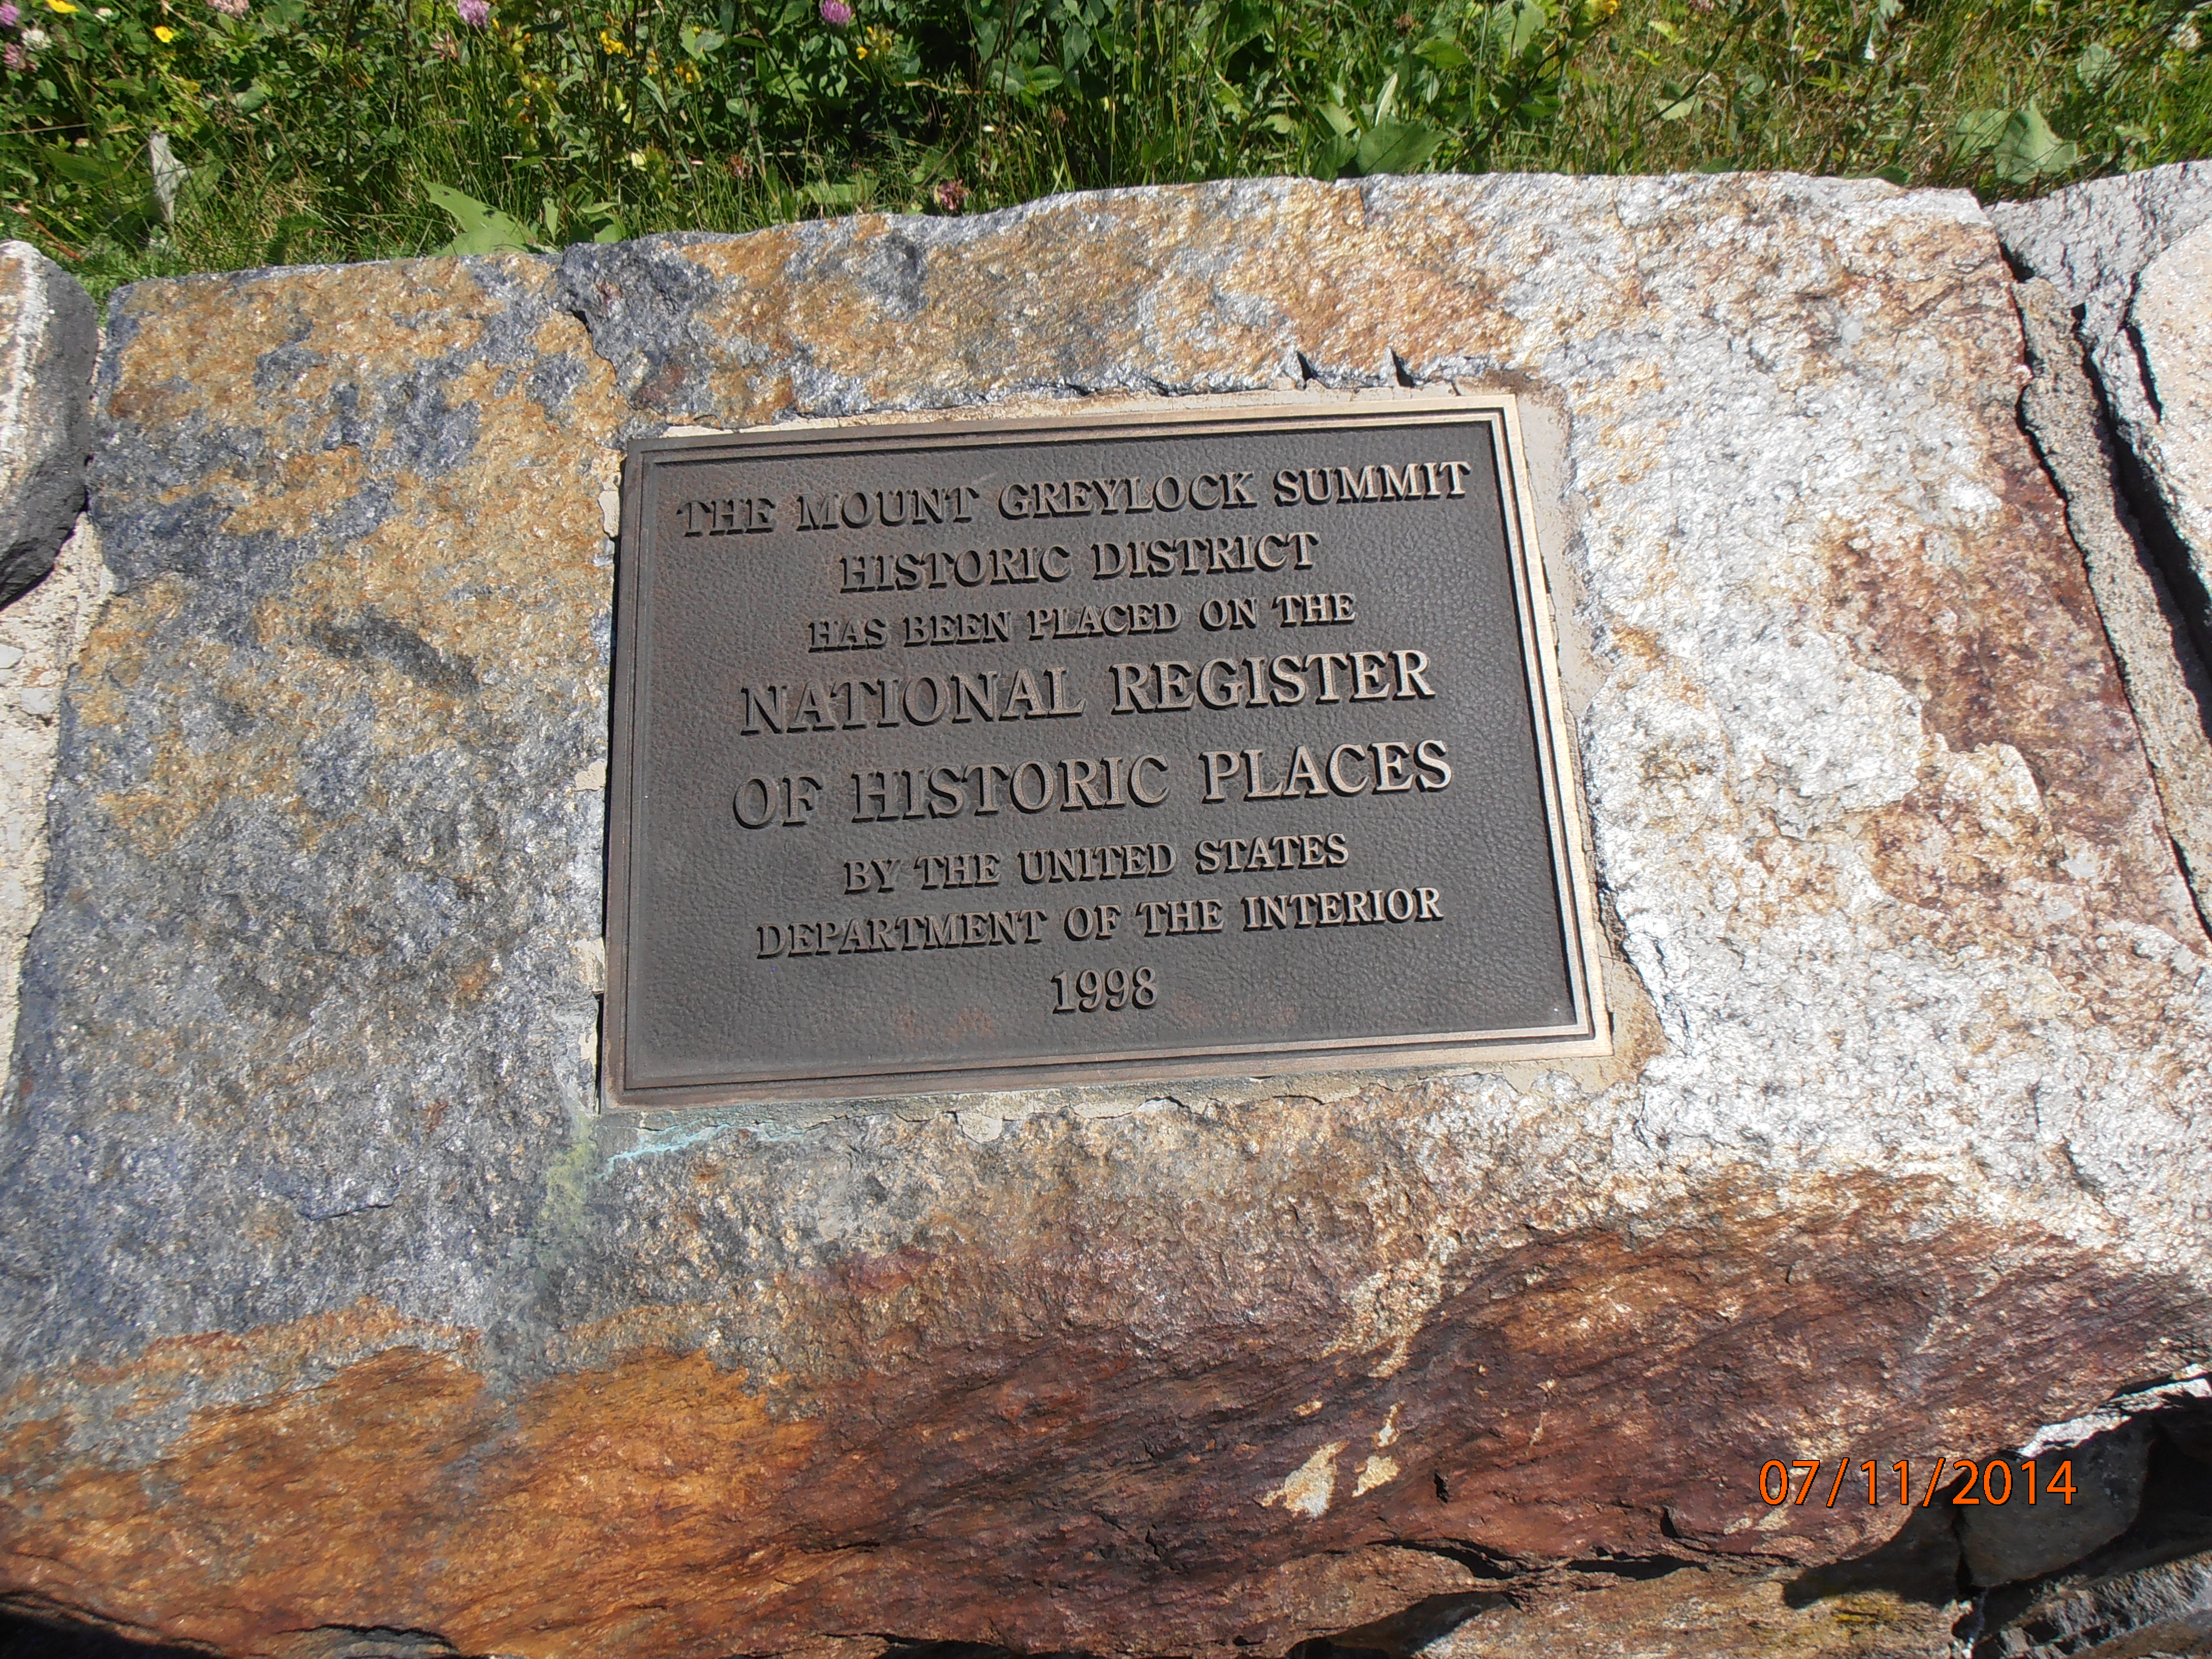 THE MOUNT GREYLOCK SUMMIT
HISTORIC DISTRICT
HAS BEEN PLACED ON THE
NATIONAL REGISTER
OF HISTORIC PLACES
BY THE UNITED STATES
DEPARTMENT OF THE INTERIOR
1998
07/11/2014